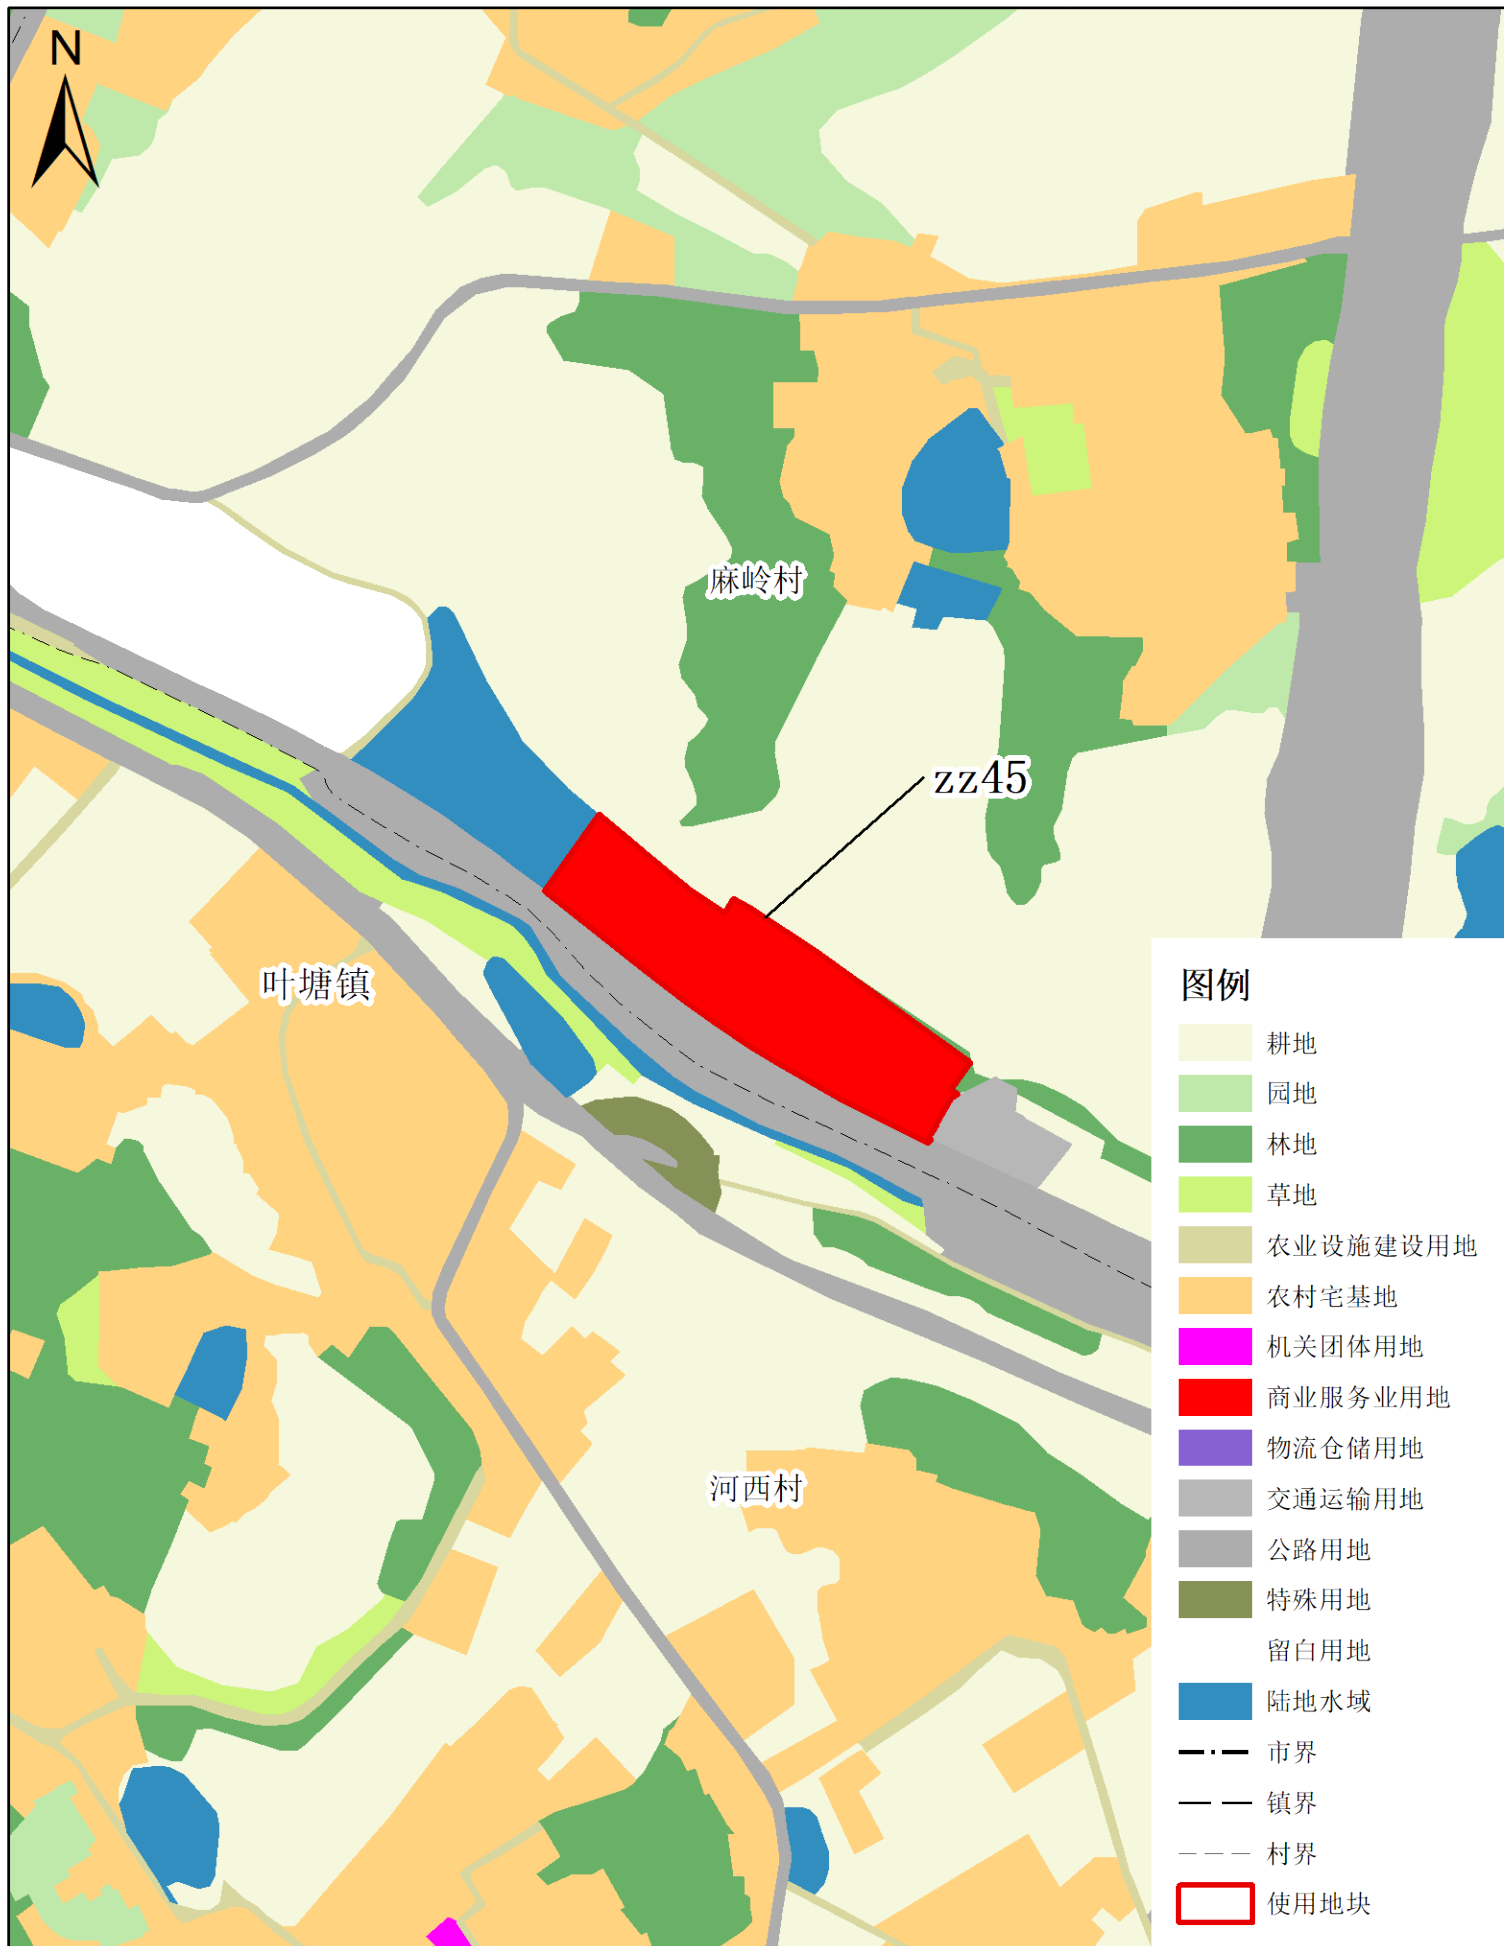 N
麻岭村
zz45
叶塘镇
河西村
图例
耕地
园地
林地
草地
农业设施建设用地
农村宅基地
机关团体用地
商业服务业用地
物流仓储用地
交通运输用地
公路用地
特殊用地
留白用地
陆地水域
市界
镇界
村界
使用地块